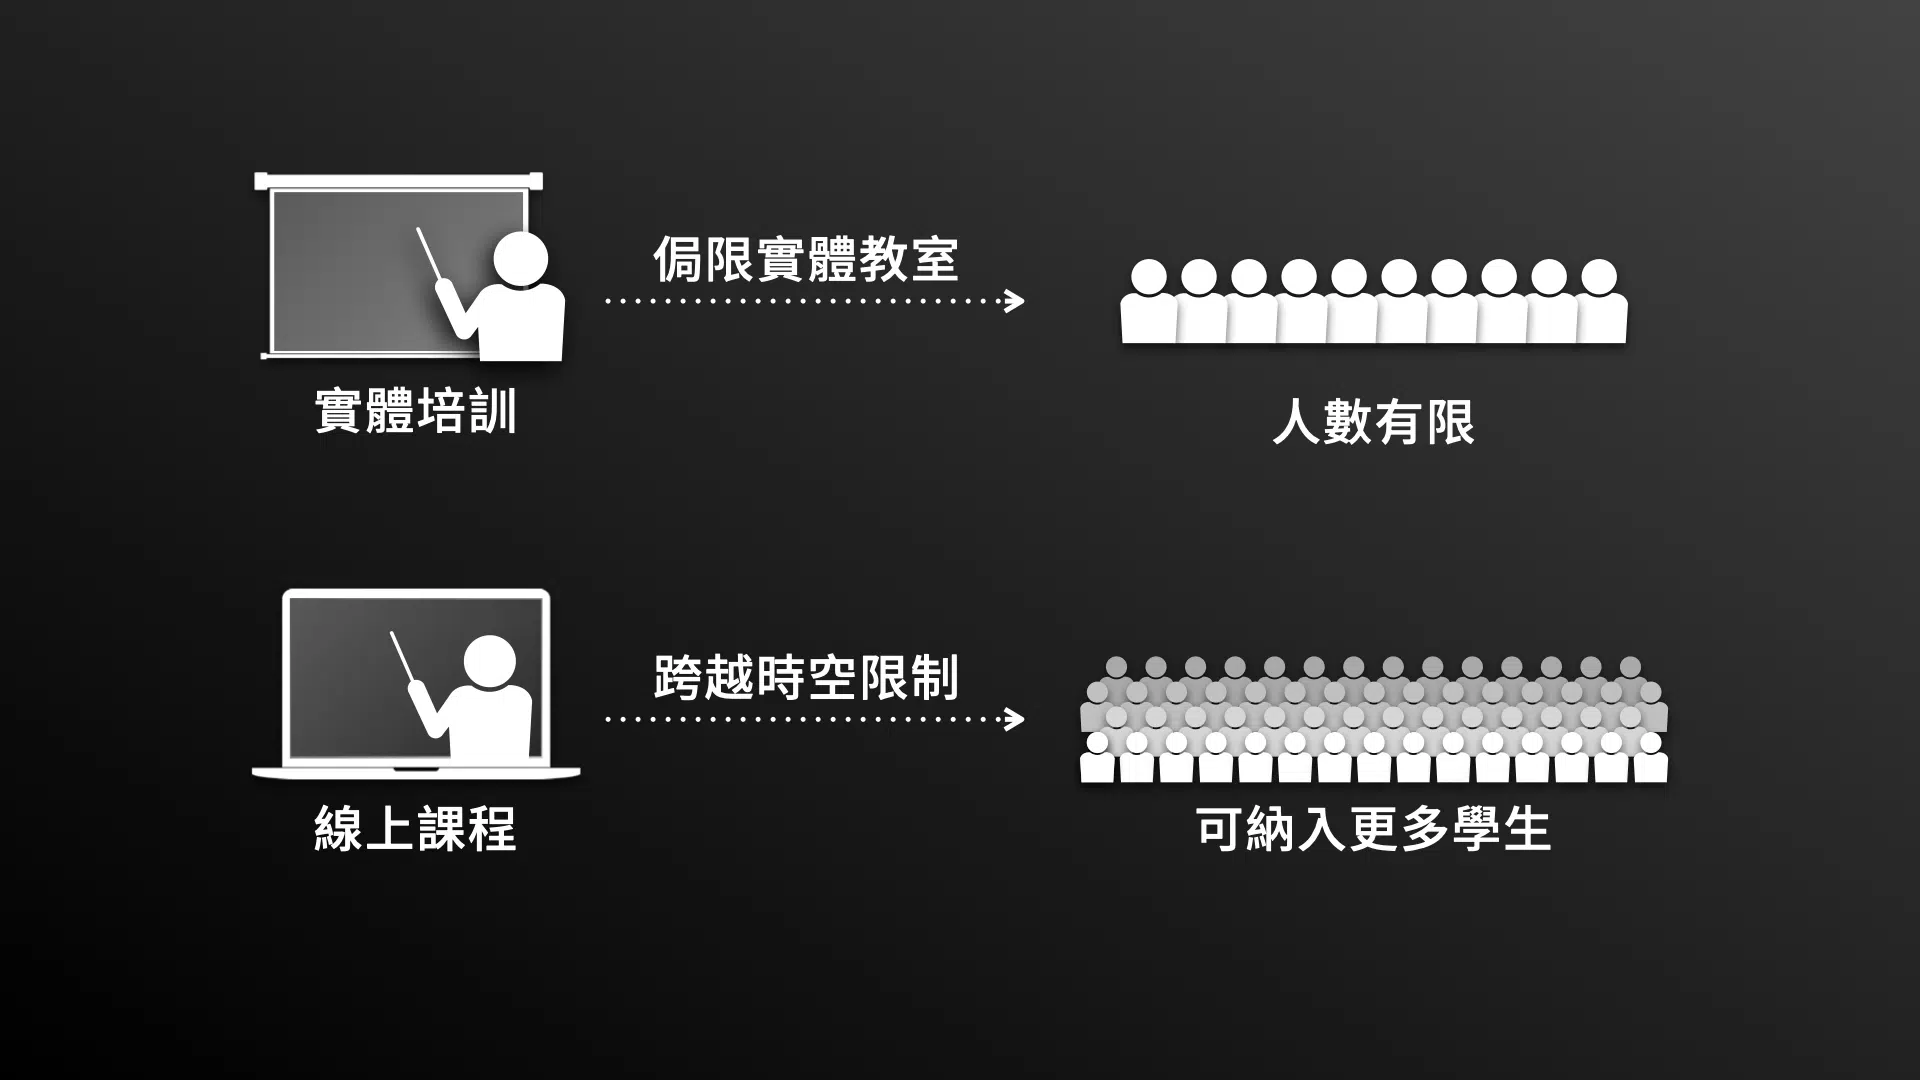 侷限實體教室
實體培訓
人數有限
跨越時空限制
線上課程
可納入更多學生